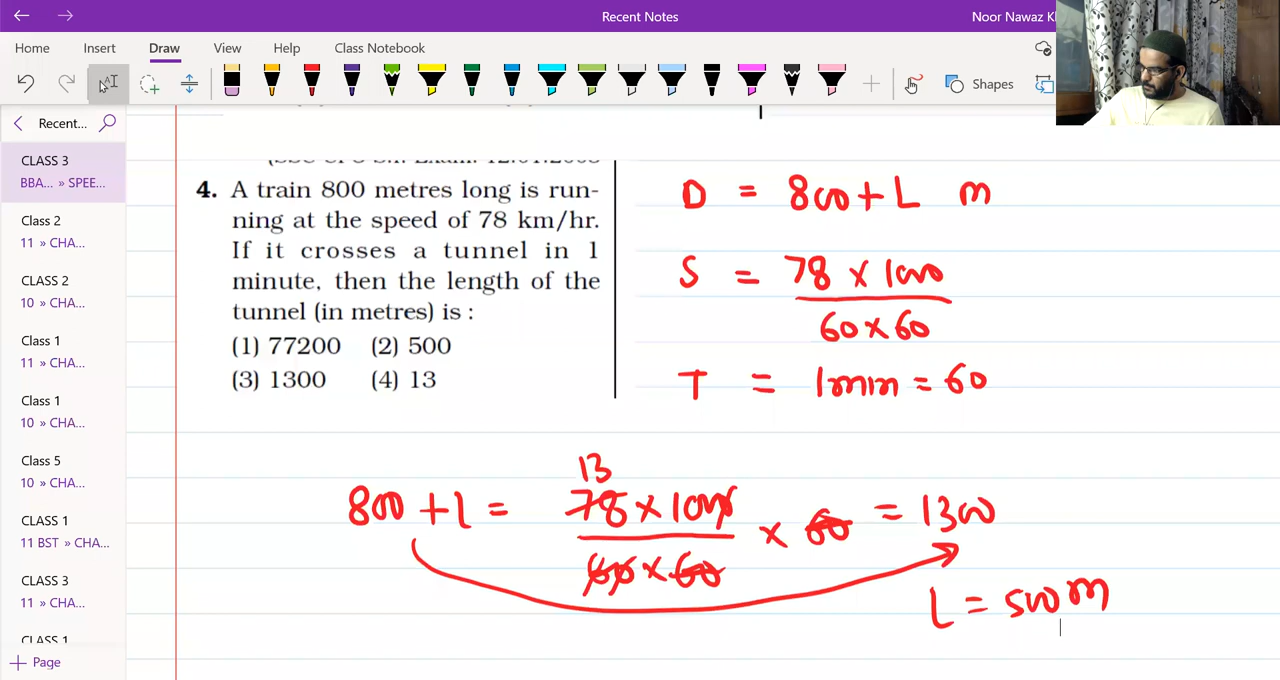 Recent Notes
Noor Nawaz Kh
Home Insert Draw View Help Class Notebook
Shapes
Recent...
CLASS 3
BBA... » SPEE...
Class 2
11 » CHA...
CLASS 2
10 » CHA...
Class 1
11 » CHA...
Class 1
10 » CHA...
Class 5
10 » CHA...
CLASS 1
11 BST » CHA...
CLASS 3
11 » CHA...
CLASS 1
Page
4. A train 800 metres long is run-
ning at the speed of 78 km/hr.
If it crosses a tunnel in 1
minute, then the length of the
tunnel (in metres) is :
(1) 77200 (2) 500
(3) 1300 (4) 13
D = 800 + L m
S = 78 × 1000
60 × 60
T = 1 min = 60
13
800 + L = 78 × 1000 × 60 = 1300
60 × 60
L = 500 m